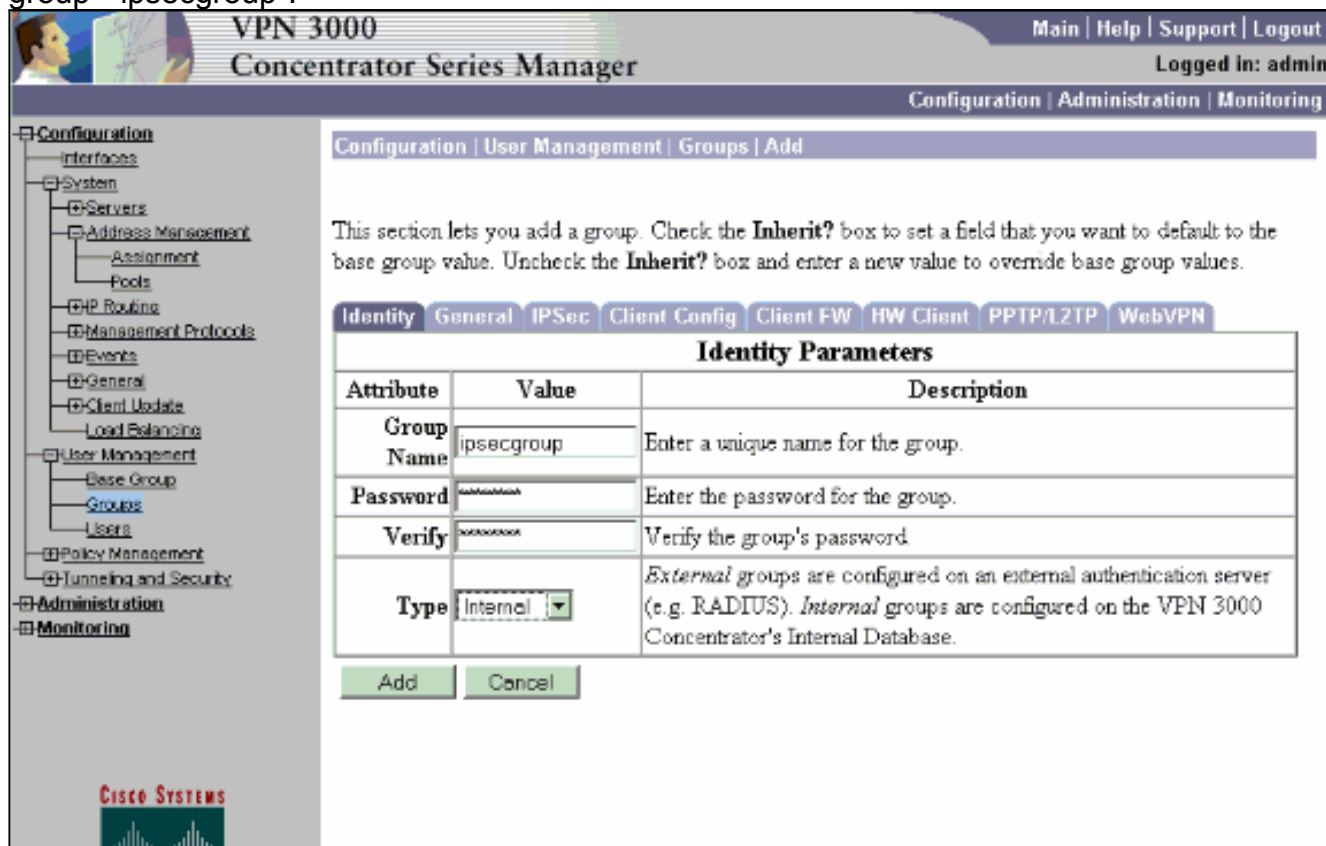 group "ipsecgroup".
VPN 3000
Concentrator Series Manager
Main | Help | Support | Logout
Logged in: admin
Configuration | Administration | Monitoring
Configuration
Interfaces
System
Servers
Address Management
Assignment
Pools
IP Routing
Management Protocols
Events
General
Client Update
Load Balancing
User Management
Base Group
Groups
Users
Policy Management
Tunneling and Security
Administration
Monitoring
CISCO SYSTEMS
Configuration | User Management | Groups | Add
This section lets you add a group. Check the Inherit? box to set a field that you want to default to the
base group value. Uncheck the Inherit? box and enter a new value to override base group values.
Identity General IPSec Client Config Client FW HW Client PPTP/L2TP WebVPN
Identity Parameters
Attribute Value Description
Group Name ipsecgroup Enter a unique name for the group.
Password ********* Enter the password for the group.
Verify ********* Verify the group's password.
Type Internal External groups are configured on an external authentication server
(e.g. RADIUS). Internal groups are configured on the VPN 3000
Concentrator's Internal Database.
Add Cancel